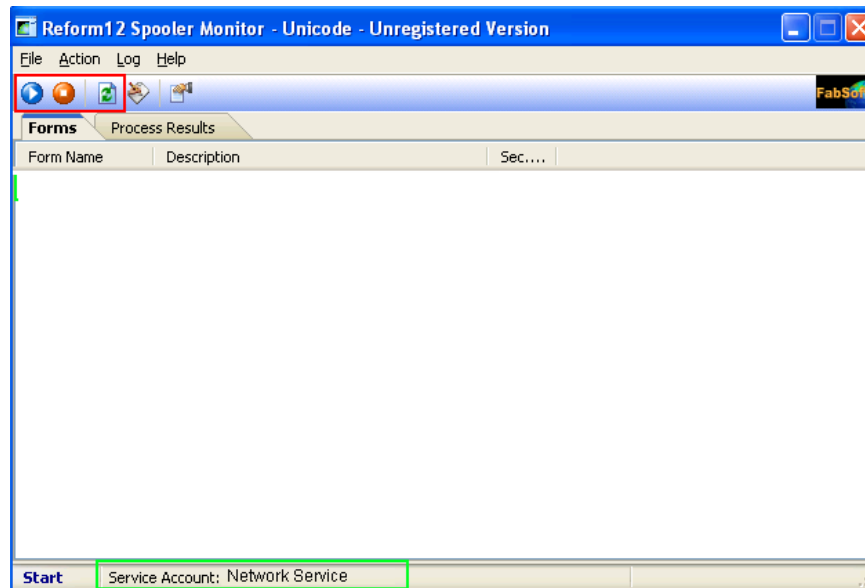 Reform12 Spooler Monitor - Unicode - Unregistered Version
File Action Log Help
FabSof
Forms Process Results
Form Name Description Sec....
Start Service Account: Network Service